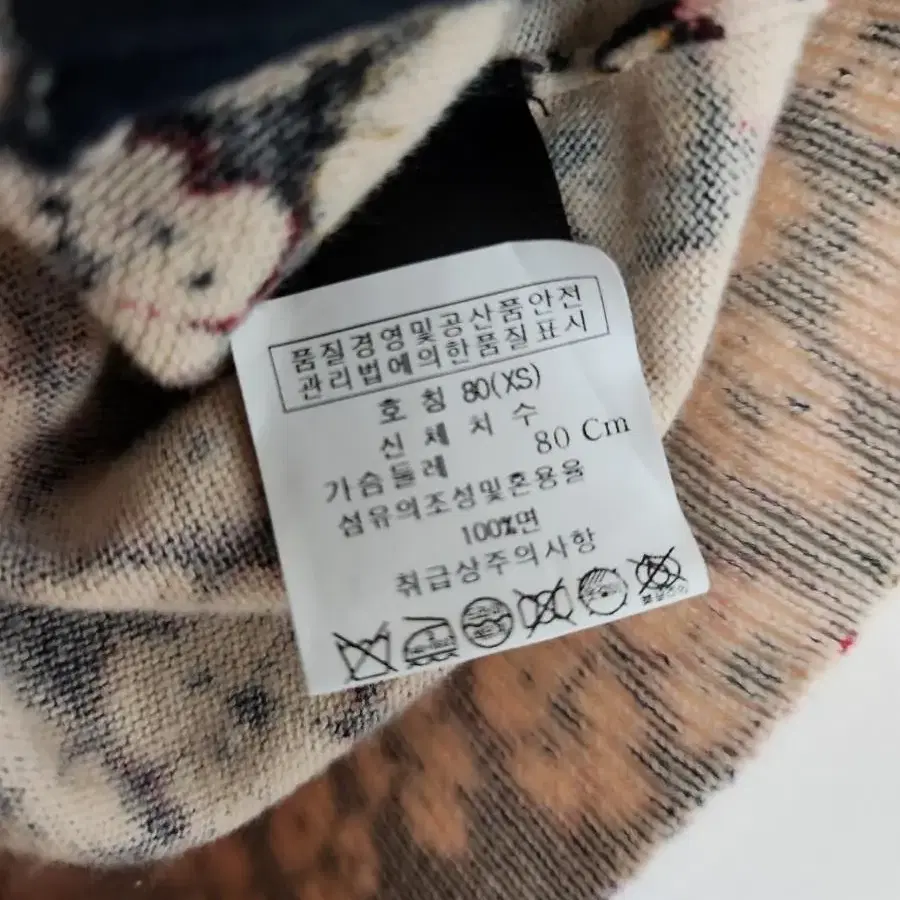 품질경영및공산품안전
관리법에의한품질표시
호 칭 80(XS)
신 체 치 수
가슴둘레 80 Cm
섬유의조성및혼용율
100%면
취급상주의사항